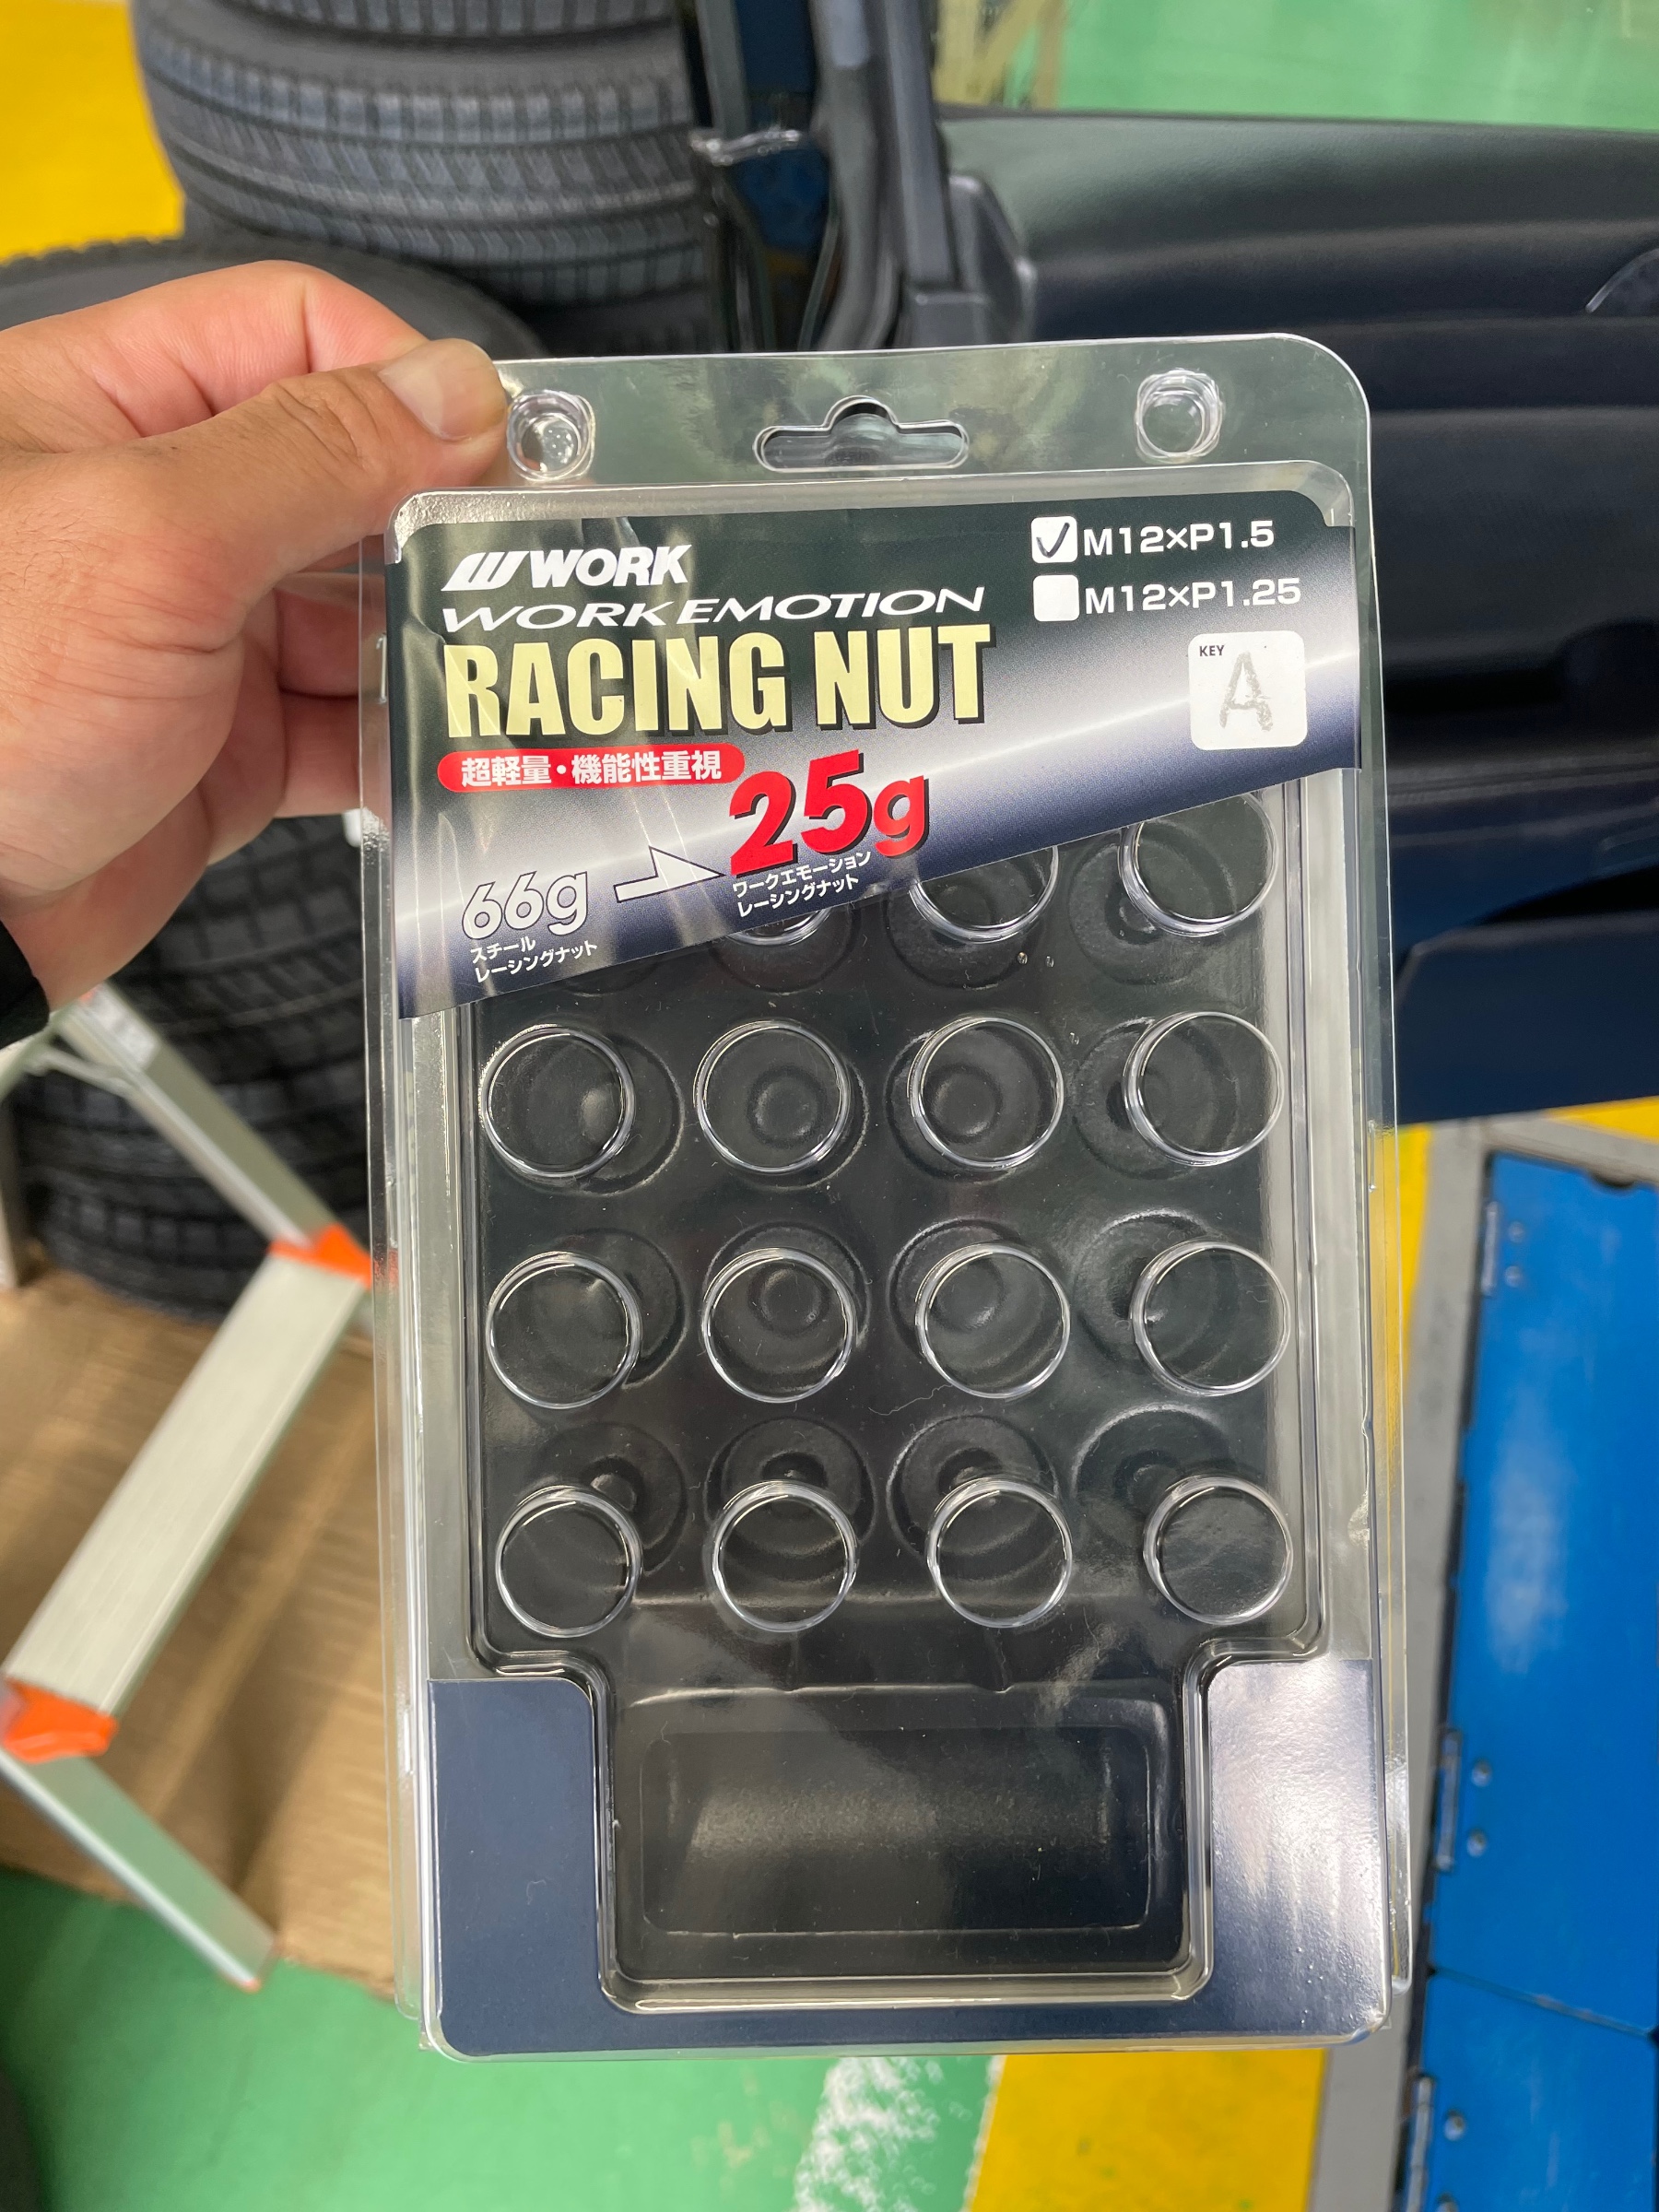 WORK
WORK EMOTION
RACING NUT
M12×P1.5
M12×P1.25
KEY
A
超軽量・機能性重視
66g
スチール
レーシングナット
25g
ワークエモーション
レーシングナット